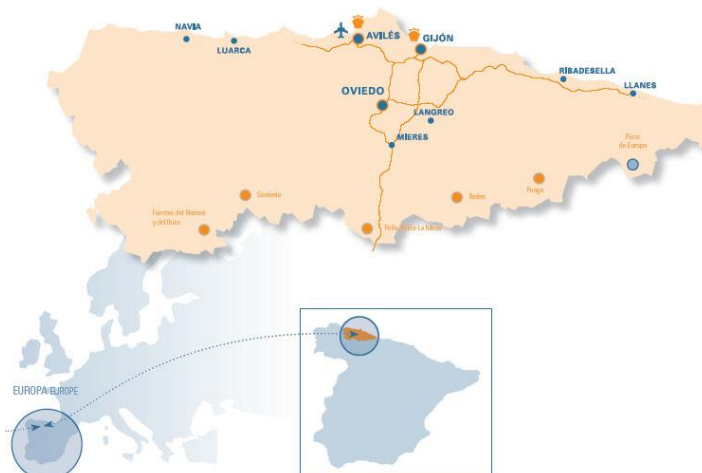 NAVIA
LUARCA
AVILÉS
GIJÓN
RIBADESELLA
LLANES
OVIEDO
LANGREO
MIERES
Picos
de Europa
Somiedo
Redes
Ponga
Fuentes del Narcea
y del Ibias
EUROPA EUROPE